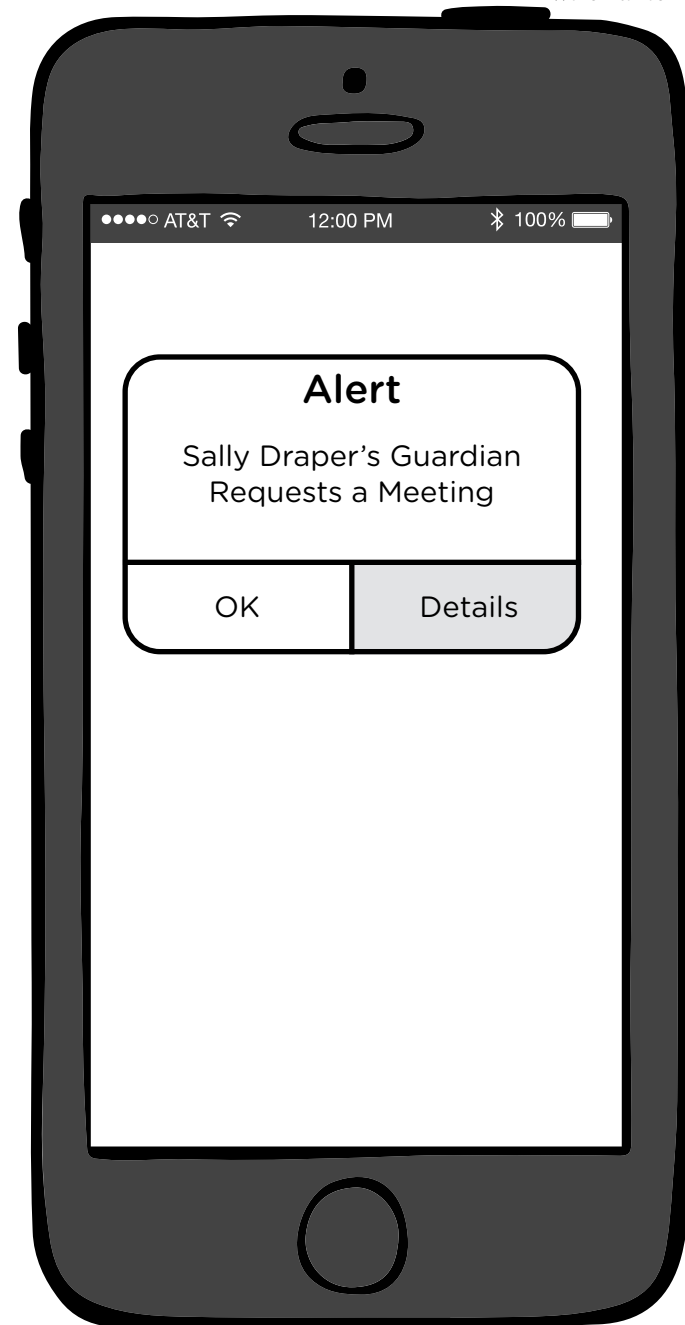 AT&T 12:00 PM 100%
Alert
Sally Draper’s Guardian
Requests a Meeting
OK Details